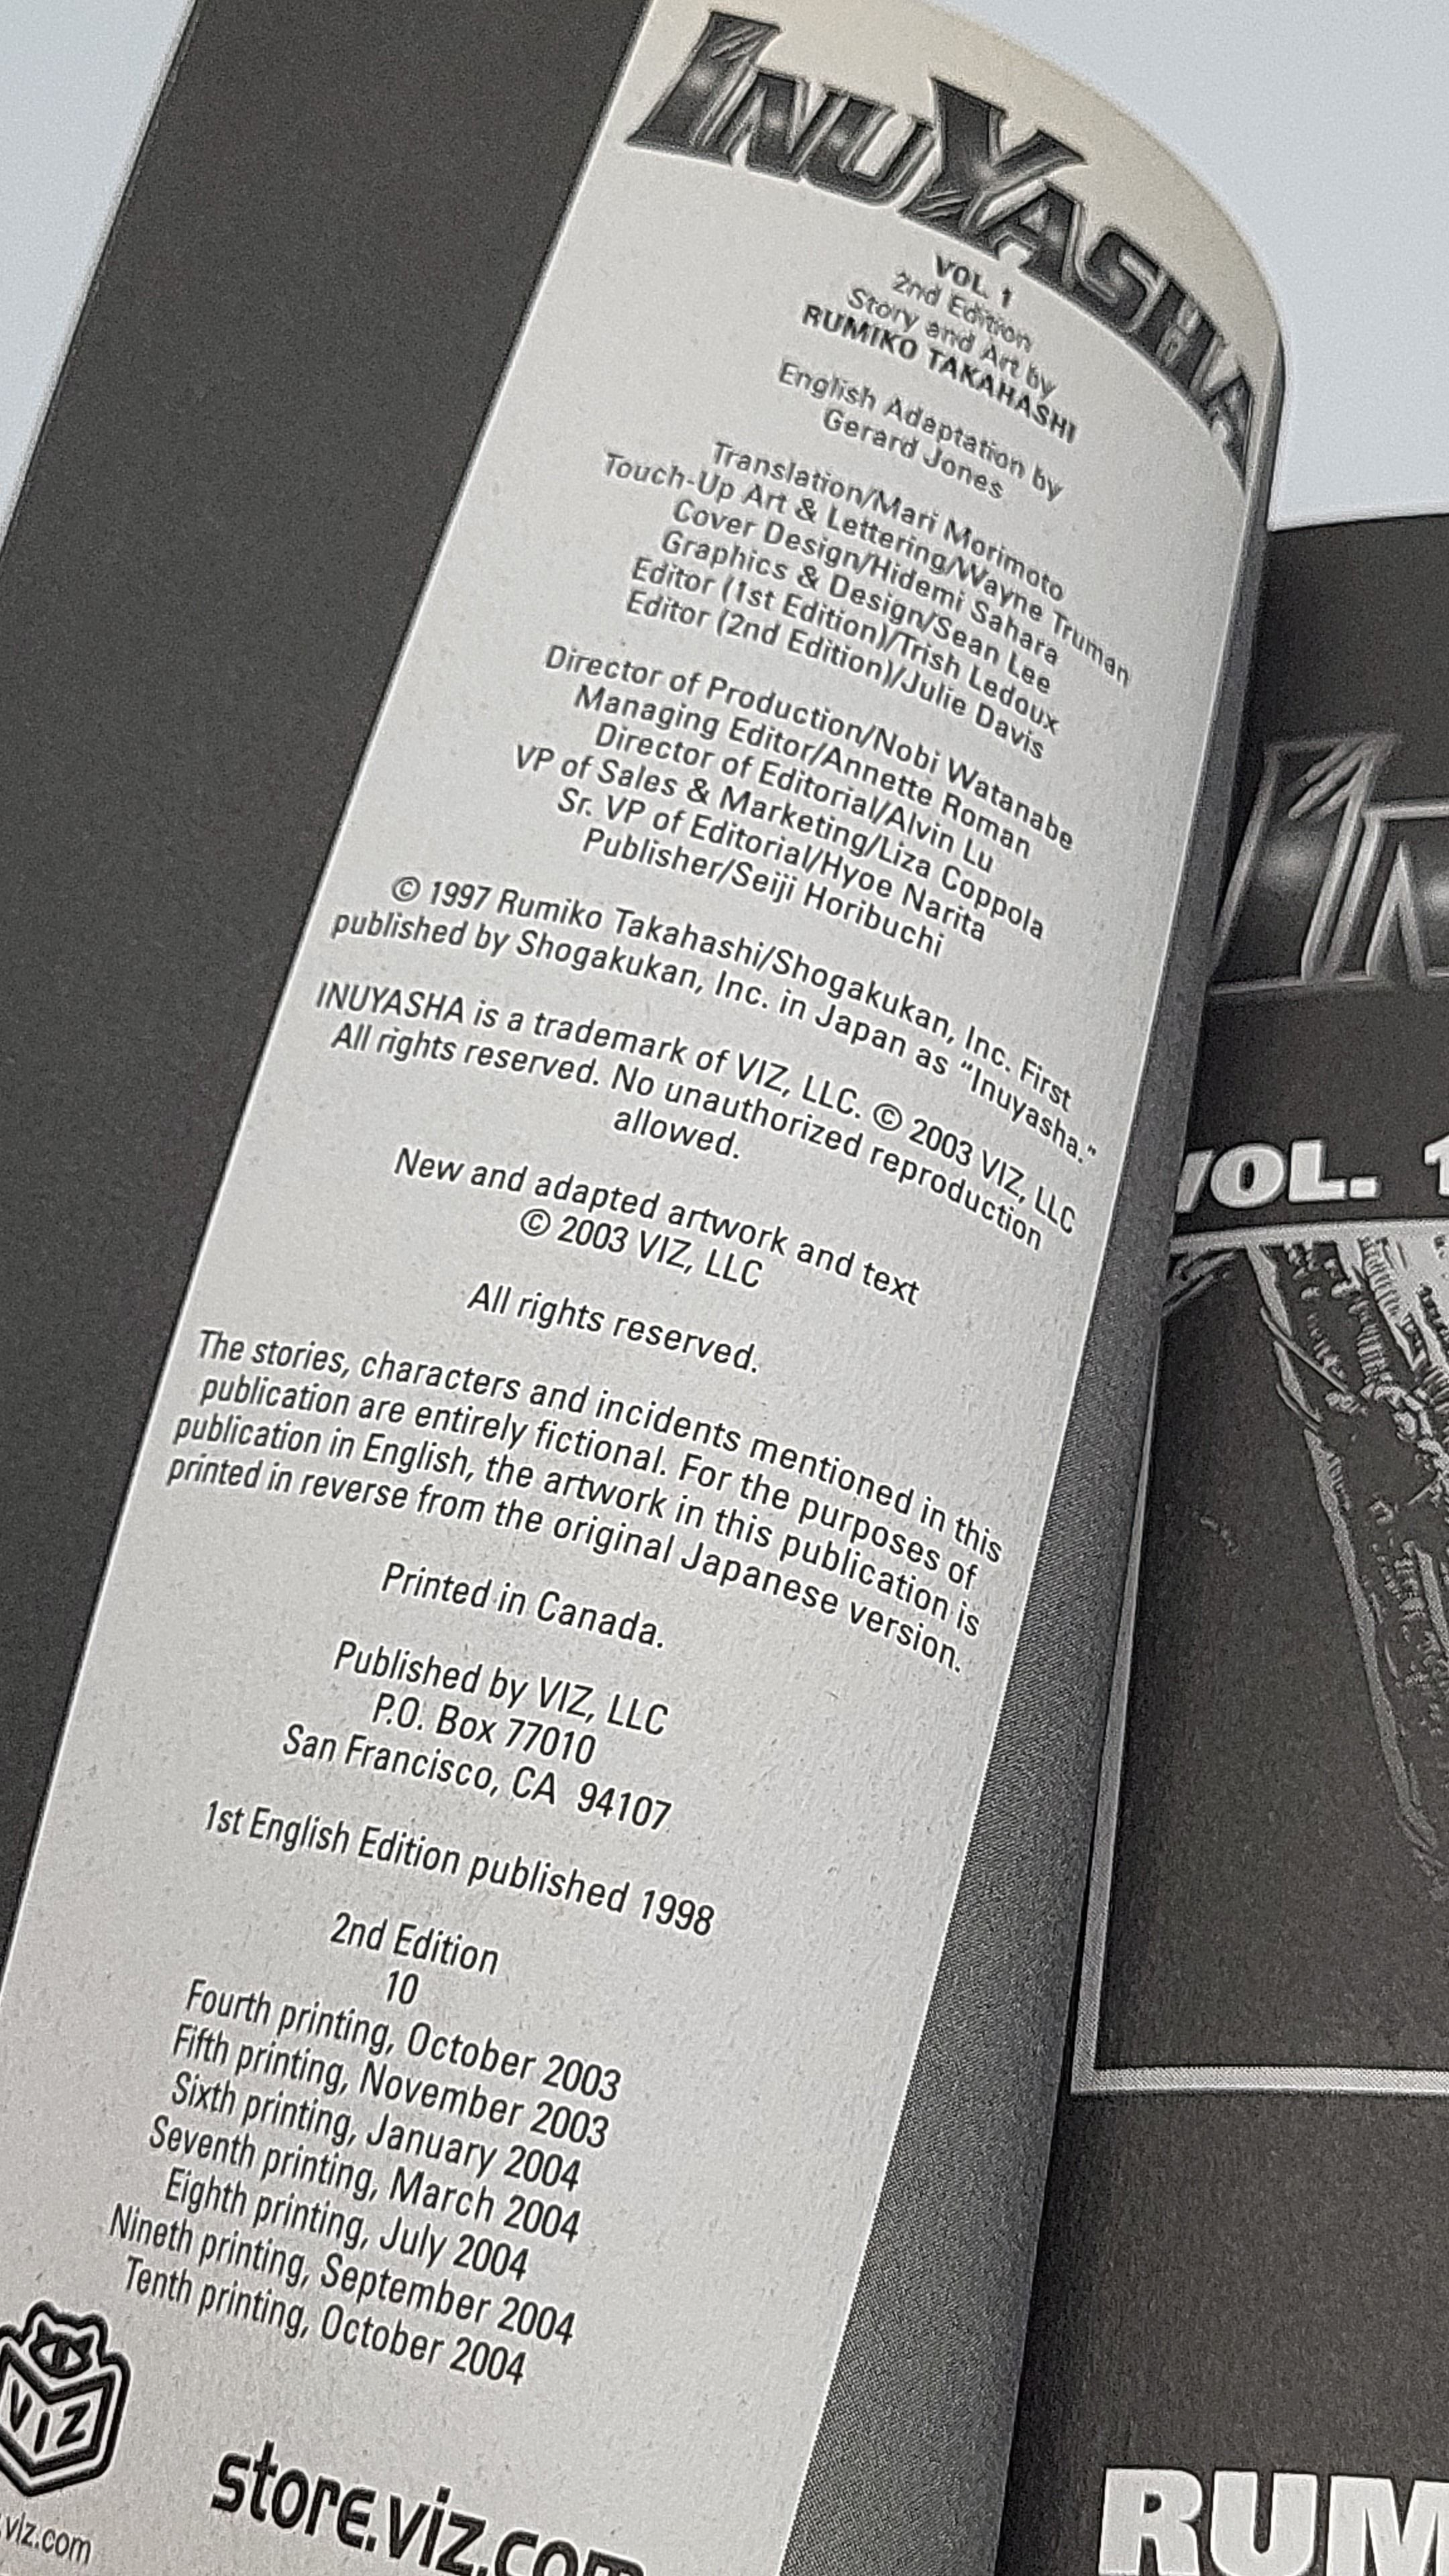 INUYASHA
VOL. 1
2nd Edition
Story and Art by
RUMIKO TAKAHASHI
English Adaptation by
Gerard Jones
Translation/Mari Morimoto
Touch-Up Art & Lettering/Wayne Truman
Cover Design/Hidemi Sahara
Graphics & Design/Sean Lee
Editor (1st Edition)/Trish Ledoux
Editor (2nd Edition)/Julie Davis
Director of Production/Nobi Watanabe
Managing Editor/Annette Roman
Director of Editorial/Alvin Lu
VP of Sales & Marketing/Liza Coppola
Sr. VP of Editorial/Hyoe Narita
Publisher/Seiji Horibuchi
© 1997 Rumiko Takahashi/Shogakukan, Inc. First
published by Shogakukan, Inc. in Japan as “Inuyasha.”
INUYASHA is a trademark of VIZ, LLC. © 2003 VIZ, LLC
All rights reserved. No unauthorized reproduction
allowed.
New and adapted artwork and text
© 2003 VIZ, LLC
All rights reserved.
The stories, characters and incidents mentioned in this
publication are entirely fictional. For the purposes of
publication in English, the artwork in this publication is
printed in reverse from the original Japanese version.
Printed in Canada.
Published by VIZ, LLC
P.O. Box 77010
San Francisco, CA 94107
1st English Edition published 1998
2nd Edition
10
Fourth printing, October 2003
Fifth printing, November 2003
Sixth printing, January 2004
Seventh printing, March 2004
Eighth printing, July 2004
Nineth printing, September 2004
Tenth printing, October 2004
VIZ
.viz.com
store.viz.com
VOL. 1
RUM